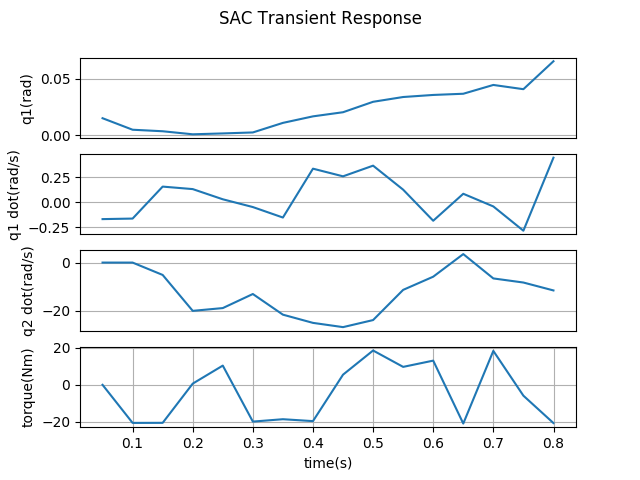 SAC Transient Response
q1(rad)
0.05
0.00
q1 dot(rad/s)
0.25
0.00
−0.25
q2 dot(rad/s)
0
−20
torque(Nm)
20
0
−20
0.1 0.2 0.3 0.4 0.5 0.6 0.7 0.8
time(s)